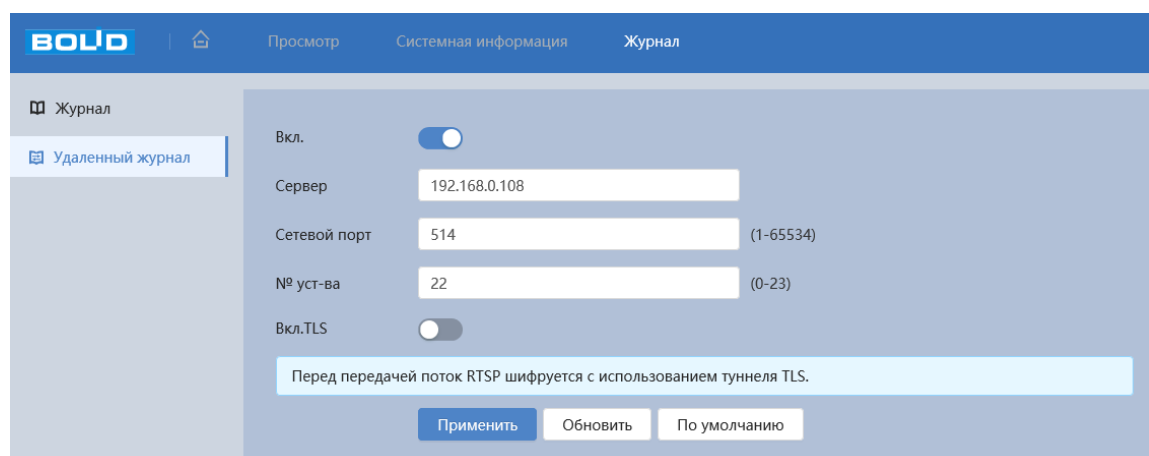 BOLID Просмотр Системная информация Журнал
Журнал
Удаленный журнал
Вкл.
Сервер 192.168.0.108
Сетевой порт 514 (1-65534)
№ уст-ва 22 (0-23)
Вкл.TLS
Перед передачей поток RTSP шифруется с использованием туннеля TLS.
Применить Обновить По умолчанию